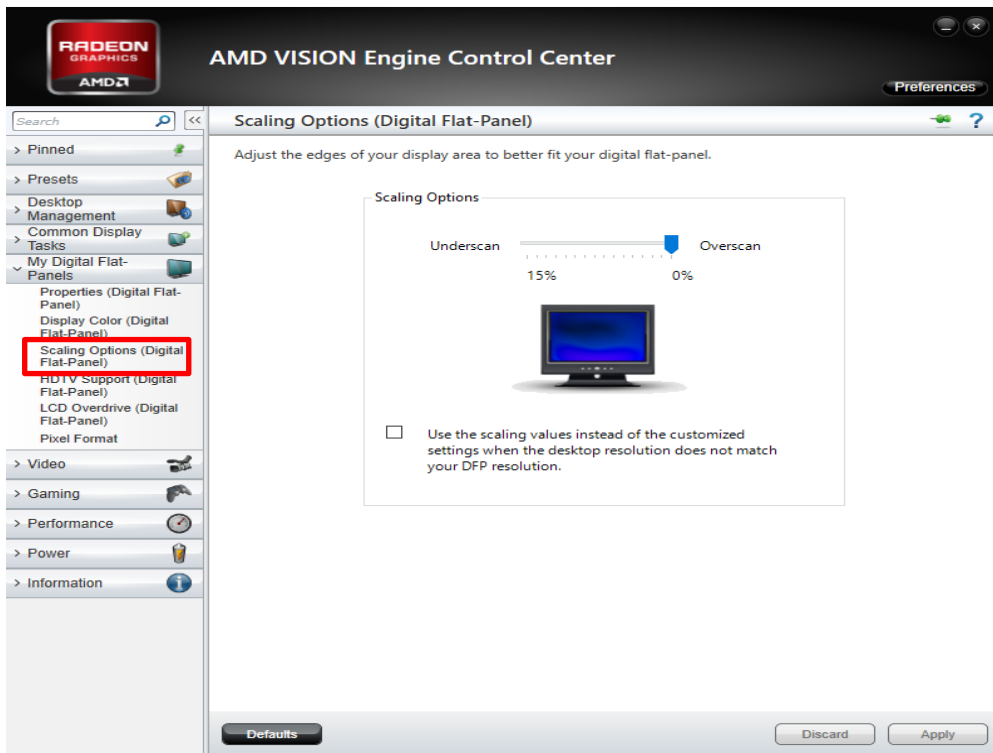 RADEON
GRAPHICS
AMD
AMD VISION Engine Control Center
Preferences
Search
<<
Scaling Options (Digital Flat-Panel)
?
> Pinned
> Presets
> Desktop
Management
> Common Display
Tasks
My Digital Flat-
Panels
Properties (Digital Flat-
Panel)
Display Color (Digital
Flat-Panel)
Scaling Options (Digital
Flat-Panel)
HDTV Support (Digital
Flat-Panel)
LCD Overdrive (Digital
Flat-Panel)
Pixel Format
> Video
> Gaming
> Performance
> Power
> Information
Adjust the edges of your display area to better fit your digital flat-panel.
Scaling Options
Underscan Overscan
15% 0%
Use the scaling values instead of the customized
settings when the desktop resolution does not match
your DFP resolution.
Defaults
Discard
Apply